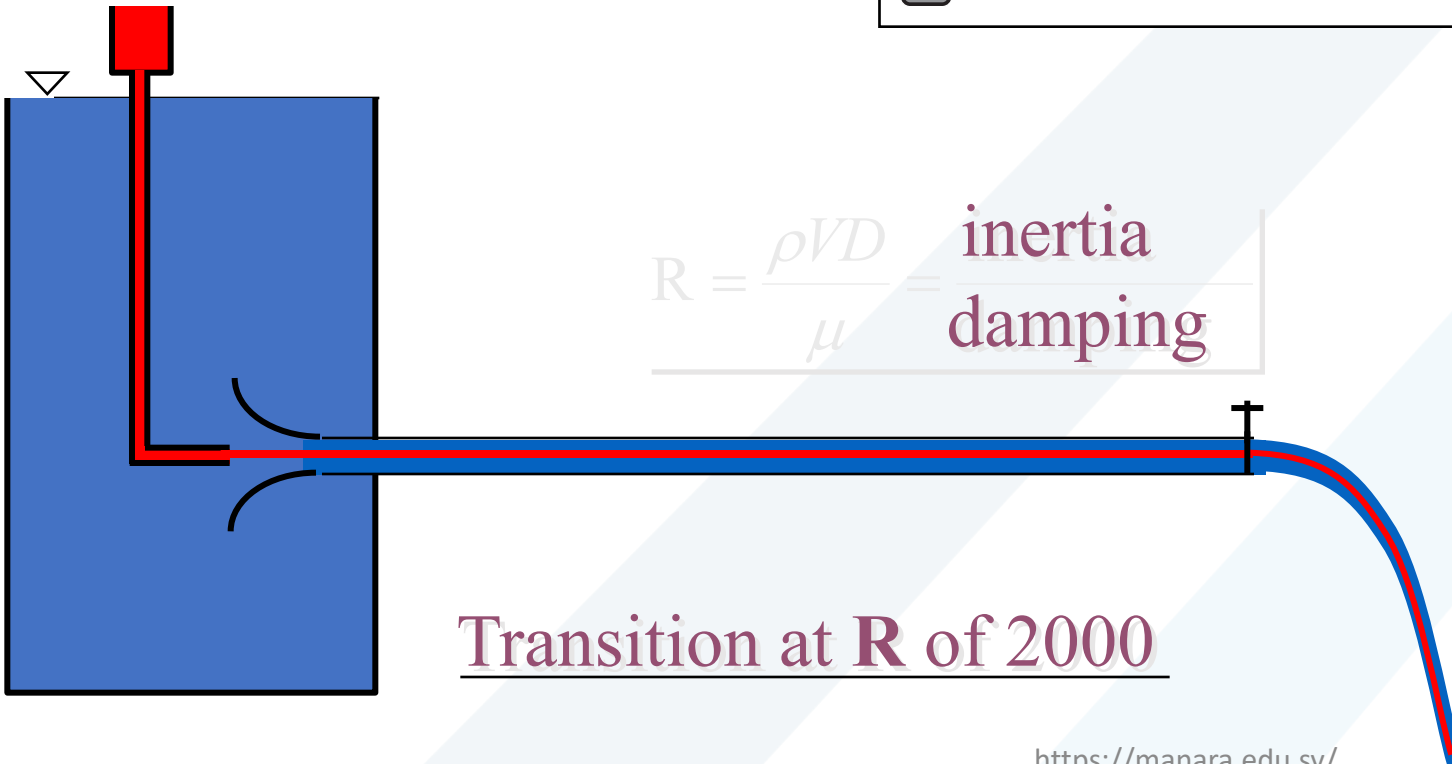 R = ρVD / μ = inertia / damping
Transition at R of 2000
https://manara.edu.sy/